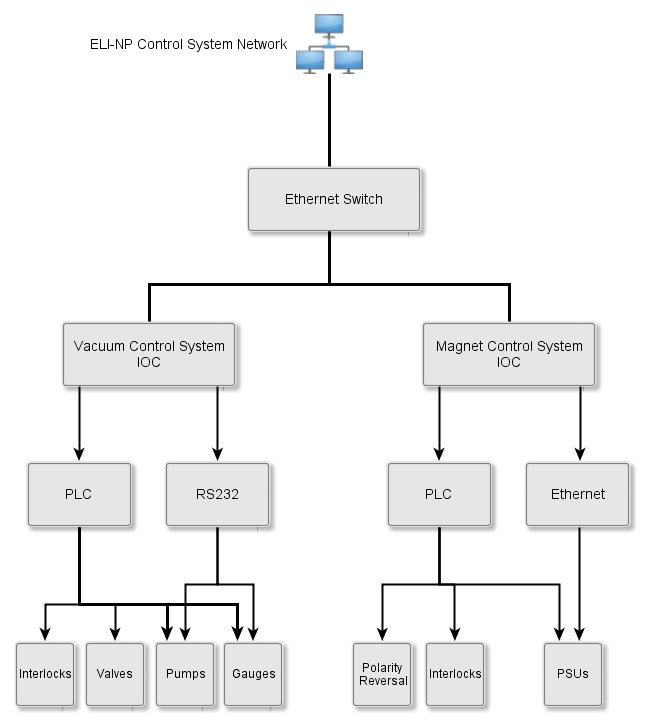 ELI-NP Control System Network
Ethernet Switch
Vacuum Control System
IOC
Magnet Control System
IOC
PLC
RS232
PLC
Ethernet
Interlocks
Valves
Pumps
Gauges
Polarity
Reversal
Interlocks
PSUs